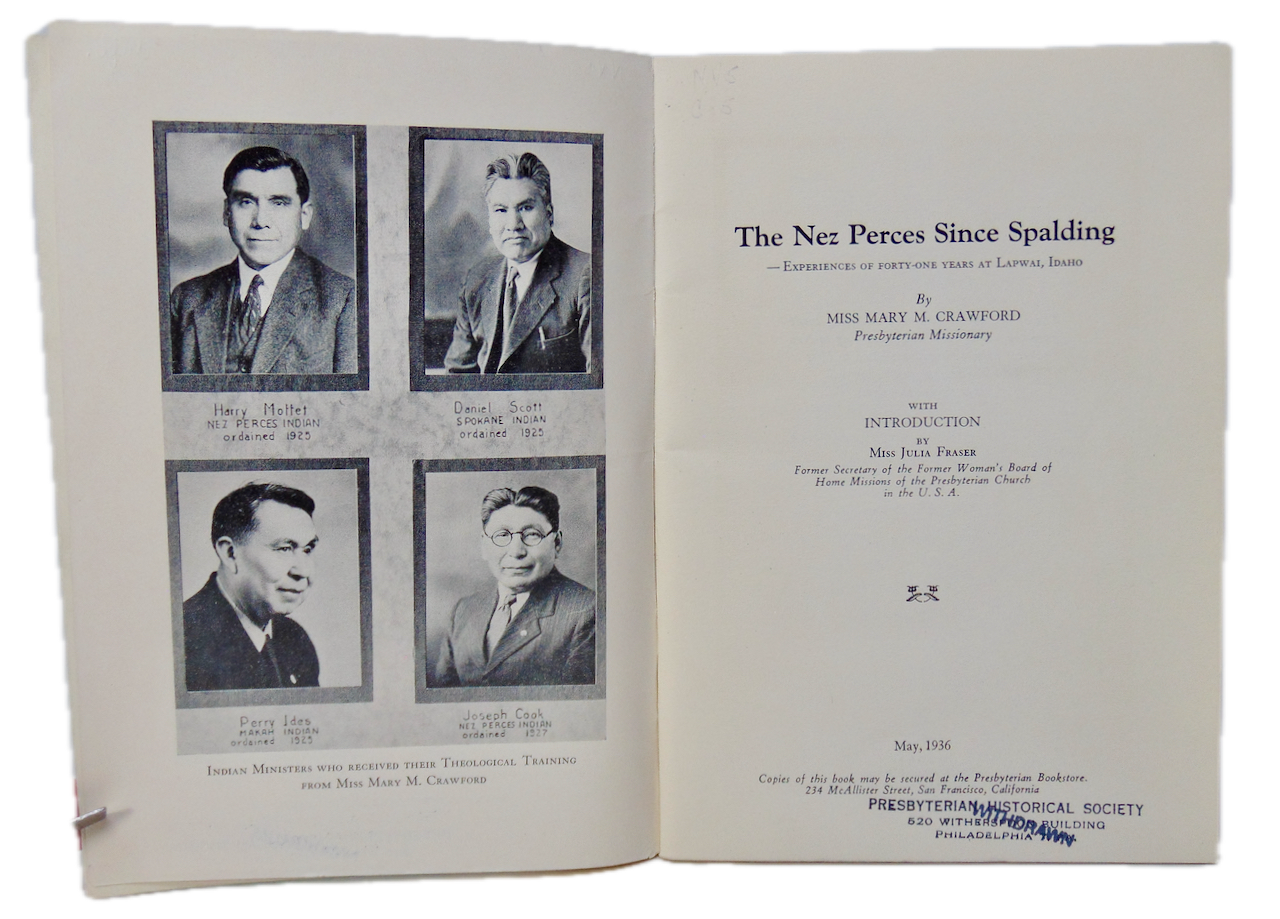 Harry Moffet
NEZ PERCES INDIAN
ordained 1925
Daniel Scott
SPOKANE INDIAN
ordained 1925
Perry Ides
MAKAH INDIAN
ordained 1925
Joseph Cook
NEZ PERCES INDIAN
ordained 1927
INDIAN MINISTERS WHO RECEIVED THEIR THEOLOGICAL TRAINING
FROM MISS MARY M. CRAWFORD
The Nez Perces Since Spalding
— EXPERIENCES OF FORTY-ONE YEARS AT LAPWAI, IDAHO
By
MISS MARY M. CRAWFORD
Presbyterian Missionary
WITH
INTRODUCTION
BY
MISS JULIA FRASER
Former Secretary of the Former Woman's Board of
Home Missions of the Presbyterian Church
in the U. S. A.
May, 1936
Copies of this book may be secured at the Presbyterian Bookstore.
234 McAllister Street, San Francisco, California
PRESBYTERIAN HISTORICAL SOCIETY
520 WITHERSPOON BUILDING
PHILADELPHIA
WITHDRAWN